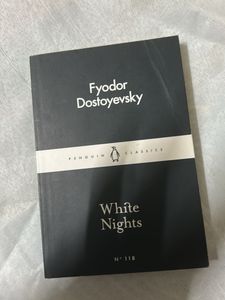 Fyodor
Dostoyevsky
PENGUIN CLASSICS
White
Nights
Nº 118